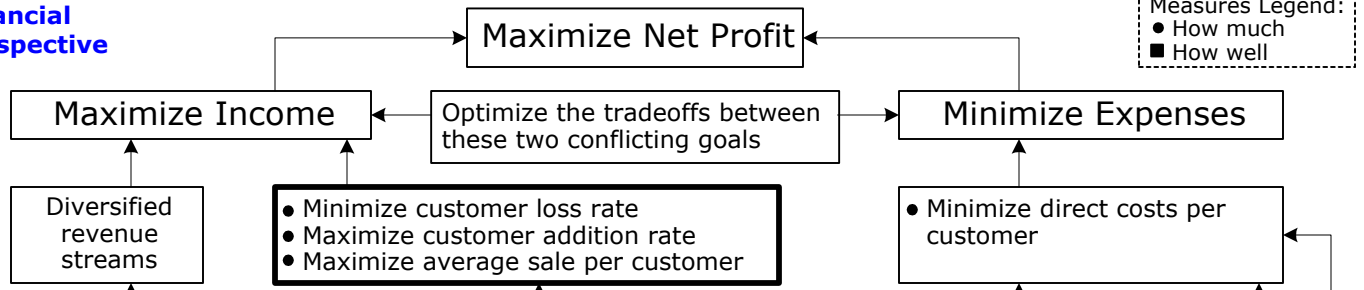 ancial
spective
Maximize Net Profit
Measures Legend:
● How much
■ How well
Maximize Income
Optimize the tradeoffs between
these two conflicting goals
Minimize Expenses
Diversified
revenue
streams
● Minimize customer loss rate
● Maximize customer addition rate
● Maximize average sale per customer
● Minimize direct costs per
customer